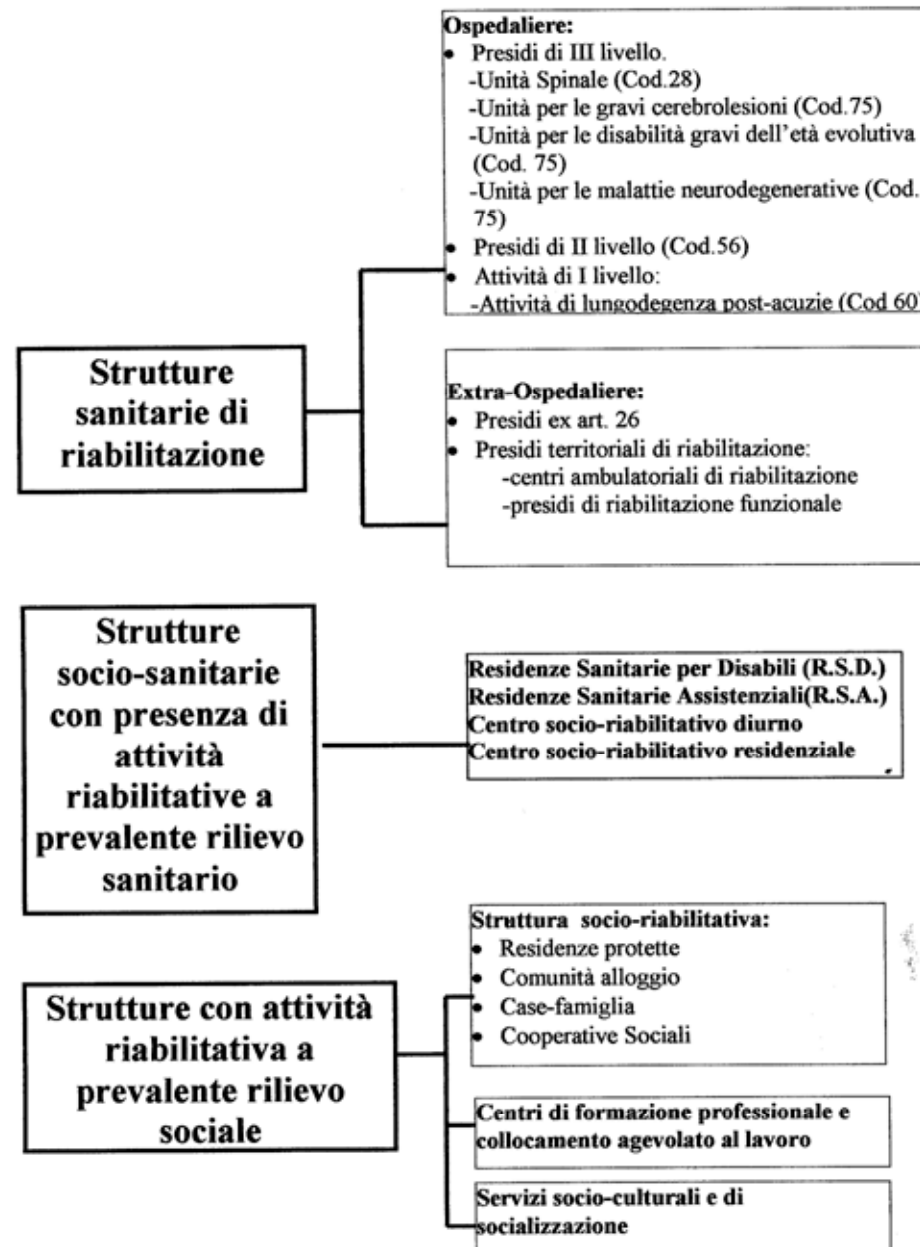 Ospedaliere:
• Presidi di III livello.
-Unità Spinale (Cod.28)
-Unità per le gravi cerebrolesioni (Cod.75)
-Unità per le disabilità gravi dell'età evolutiva
(Cod. 75)
-Unità per le malattie neurodegenerative (Cod.
75)
• Presidi di II livello (Cod.56)
• Attività di I livello:
-Attività di lungodegenza post-acuzie (Cod 60)
Strutture
sanitarie di
riabilitazione
Extra-Ospedaliere:
• Presidi ex art. 26
• Presidi territoriali di riabilitazione:
-centri ambulatoriali di riabilitazione
-presidi di riabilitazione funzionale
Strutture
socio-sanitarie
con presenza di
attività
riabilitative a
prevalente rilievo
sanitario
Residenze Sanitarie per Disabili (R.S.D.)
Residenze Sanitarie Assistenziali(R.S.A.)
Centro socio-riabilitativo diurno
Centro socio-riabilitativo residenziale
Strutture con attività
riabilitativa a
prevalente rilievo
sociale
Struttura socio-riabilitativa:
• Residenze protette
• Comunità alloggio
• Case-famiglia
• Cooperative Sociali
Centri di formazione professionale e
collocamento agevolato al lavoro
Servizi socio-culturali e di
socializzazione